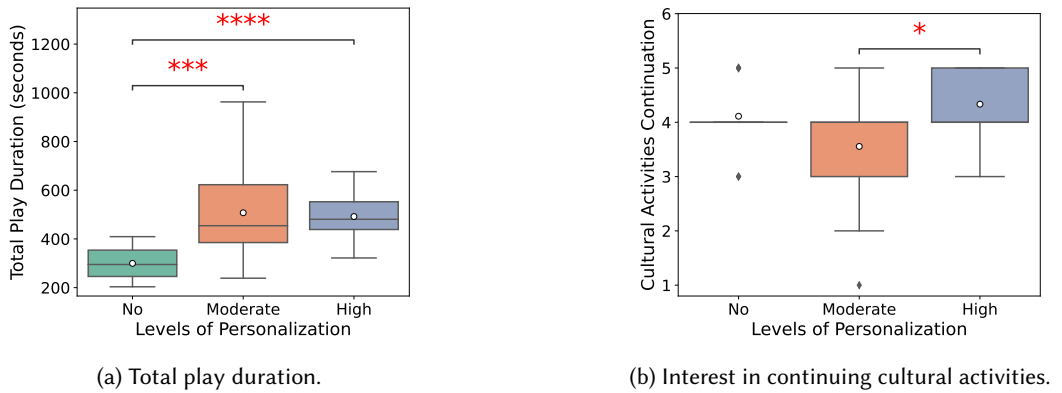 ****
***
1200
1000
800
600
400
200
Total Play Duration (seconds)
No Moderate High
Levels of Personalization
(a) Total play duration.
*
6
5
4
3
2
1
Cultural Activities Continuation
No Moderate High
Levels of Personalization
(b) Interest in continuing cultural activities.